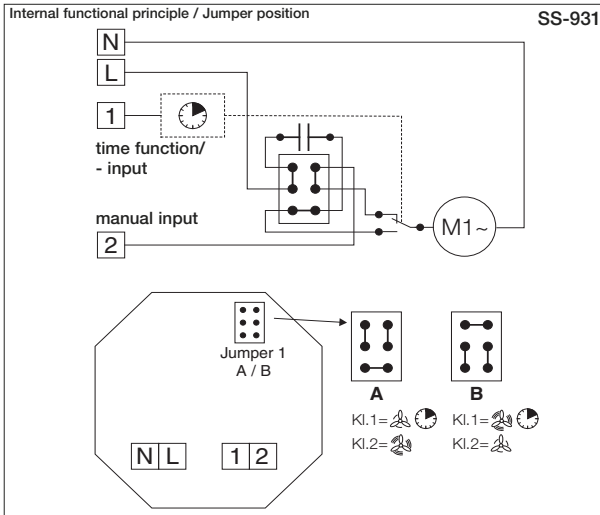 Internal functional principle / Jumper position
SS-931
N
L
1
time function/
- input
manual input
2
M1~
Jumper 1
A / B
N L
1 2
A
B
Kl.1=
Kl.2=
Kl.1=
Kl.2=